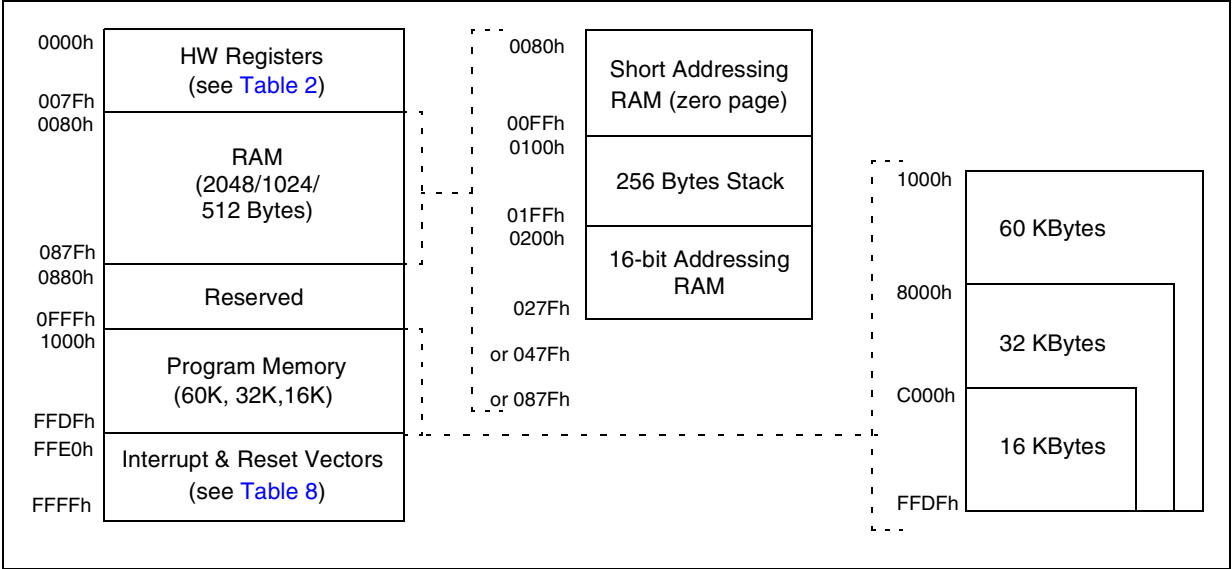 0000h
HW Registers
(see Table 2)
007Fh
0080h
RAM
(2048/1024/
512 Bytes)
087Fh
0880h
Reserved
0FFFh
1000h
Program Memory
(60K, 32K,16K)
FFDFh
FFE0h
Interrupt & Reset Vectors
(see Table 8)
FFFFh
0080h
Short Addressing
RAM (zero page)
00FFh
0100h
256 Bytes Stack
01FFh
0200h
16-bit Addressing
RAM
027Fh
or 047Fh
or 087Fh
1000h
60 KBytes
8000h
32 KBytes
C000h
16 KBytes
FFDFh